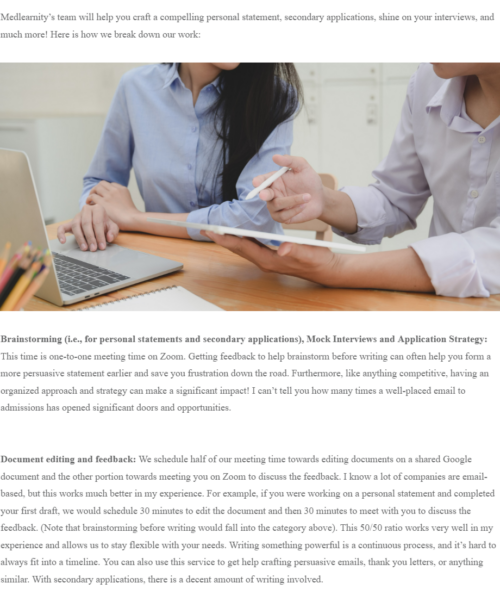 Medlearnity's team will help you craft a compelling personal statement, secondary applications, shine on your interviews, and
much more! Here is how we break down our work:
Brainstorming (i.e., for personal statements and secondary applications), Mock Interviews and Application Strategy:
This time is one-to-one meeting time on Zoom. Getting feedback to help brainstorm before writing can often help you form a
more persuasive statement earlier and save you frustration down the road. Furthermore, like anything competitive, having an
organized approach and strategy can make a significant impact! I can't tell you how many times a well-placed email to
admissions has opened significant doors and opportunities.
Document editing and feedback: We schedule half of our meeting time towards editing documents on a shared Google
document and the other portion towards meeting you on Zoom to discuss the feedback. I know a lot of companies are email-
based, but this works much better in my experience. For example, if you were working on a personal statement and completed
your first draft, we would schedule 30 minutes to edit the document and then 30 minutes to meet with you to discuss the
feedback. (Note that brainstorming before writing would fall into the category above). This 50/50 ratio works very well in my
experience and allows us to stay flexible with your needs. Writing something powerful is a continuous process, and it's hard to
always fit into a timeline. You can also use this service to get help crafting persuasive emails, thank you letters, or anything
similar. With secondary applications, there is a decent amount of writing involved.